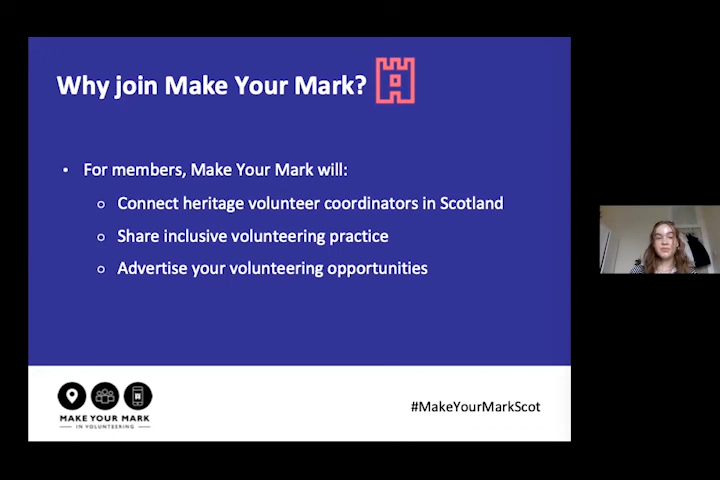 Why join Make Your Mark?
• For members, Make Your Mark will:
○ Connect heritage volunteer coordinators in Scotland
○ Share inclusive volunteering practice
○ Advertise your volunteering opportunities
MAKE YOUR MARK
IN VOLUNTEERING
#MakeYourMarkScot